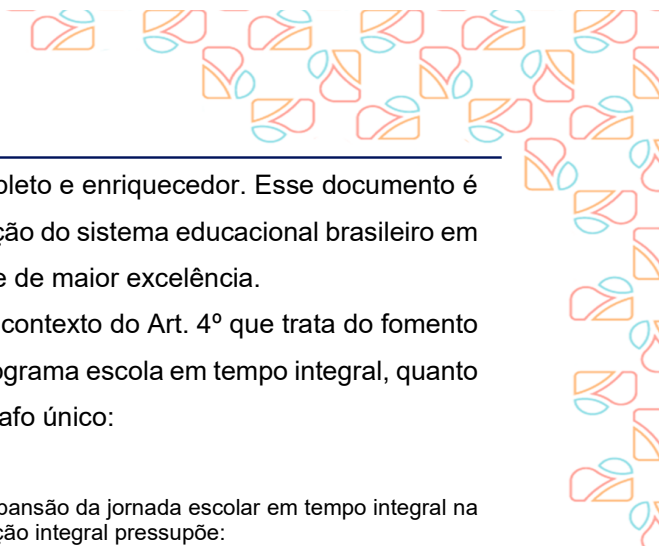 pleto e enriquecedor. Esse documento é
ção do sistema educacional brasileiro em
e de maior excelência.
contexto do Art. 4º que trata do fomento
ograma escola em tempo integral, quanto
afo único:
pansão da jornada escolar em tempo integral na
ção integral pressupõe: